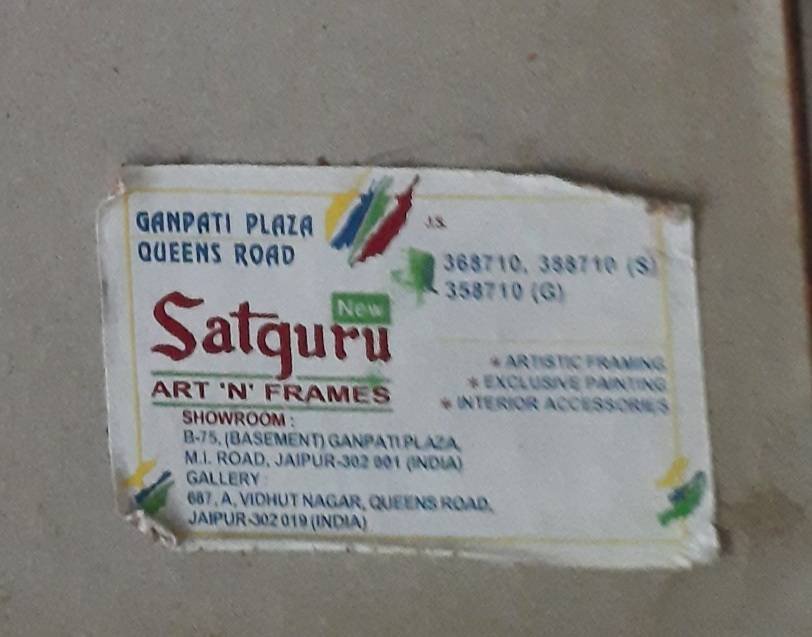 GANPATI PLAZA
QUEENS ROAD
J.S.
368710, 388710 (S)
358710 (G)
New
Satguru
ART 'N' FRAMES
* ARTISTIC FRAMING
* EXCLUSIVE PAINTING
* INTERIOR ACCESSORIES
SHOWROOM :
B-75, (BASEMENT) GANPATI PLAZA,
M.I. ROAD, JAIPUR-302 001 (INDIA)
GALLERY :
687, A, VIDHUT NAGAR, QUEENS ROAD,
JAIPUR-302 019 (INDIA)